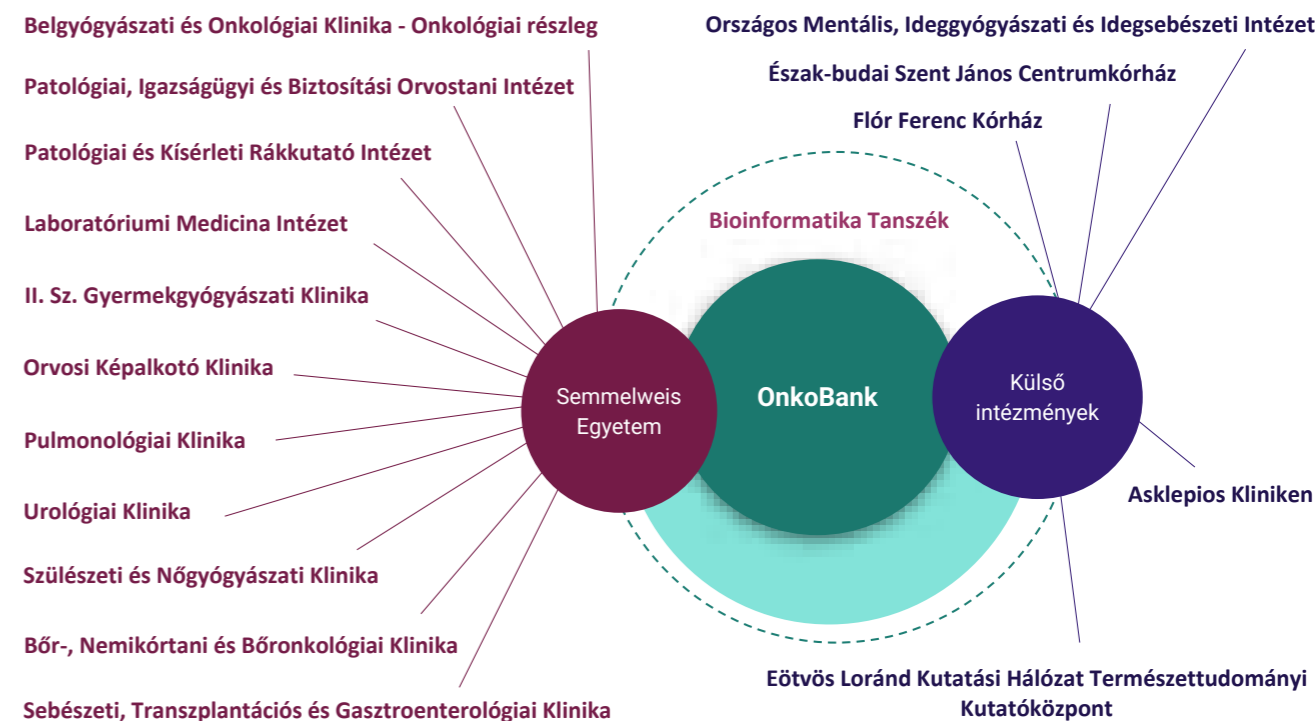 Belgyógyászati és Onkológiai Klinika - Onkológiai részleg
Patológiai, Igazságügyi és Biztosítási Orvostani Intézet
Patológiai és Kísérleti Rákkutató Intézet
Laboratóriumi Medicina Intézet
II. Sz. Gyermekgyógyászati Klinika
Orvosi Képalkotó Klinika
Pulmonológiai Klinika
Urológiai Klinika
Szülészeti és Nőgyógyászati Klinika
Bőr-, Nemikórtani és Bőronkológiai Klinika
Sebészeti, Transzplantációs és Gasztroenterológiai Klinika
Semmelweis
Egyetem
Bioinformatika Tanszék
OnkoBank
Külső
intézmények
Országos Mentális, Ideggyógyászati és Idegsebészeti Intézet
Észak-budai Szent János Centrumkórház
Flór Ferenc Kórház
Asklepios Kliniken
Eötvös Loránd Kutatási Hálózat Természettudományi
Kutatóközpont